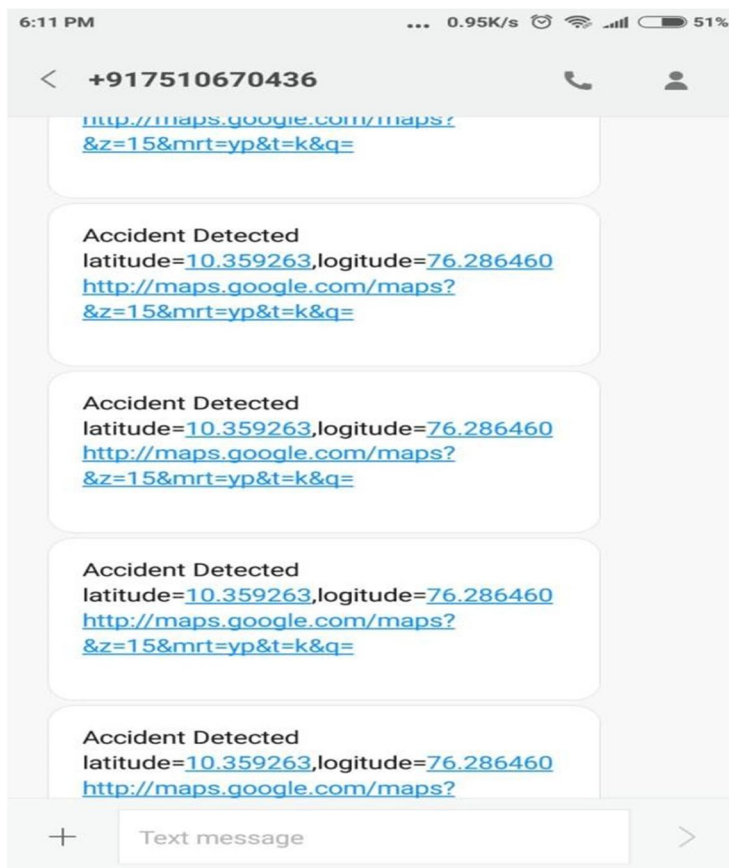 6:11 PM ... 0.95K/s 51%
+917510670436
http://maps.google.com/maps?
&z=15&mrt=yp&t=k&q=
Accident Detected
latitude=10.359263,logitude=76.286460
http://maps.google.com/maps?
&z=15&mrt=yp&t=k&q=
Accident Detected
latitude=10.359263,logitude=76.286460
http://maps.google.com/maps?
&z=15&mrt=yp&t=k&q=
Accident Detected
latitude=10.359263,logitude=76.286460
http://maps.google.com/maps?
&z=15&mrt=yp&t=k&q=
Accident Detected
latitude=10.359263,logitude=76.286460
http://maps.google.com/maps?
Text message